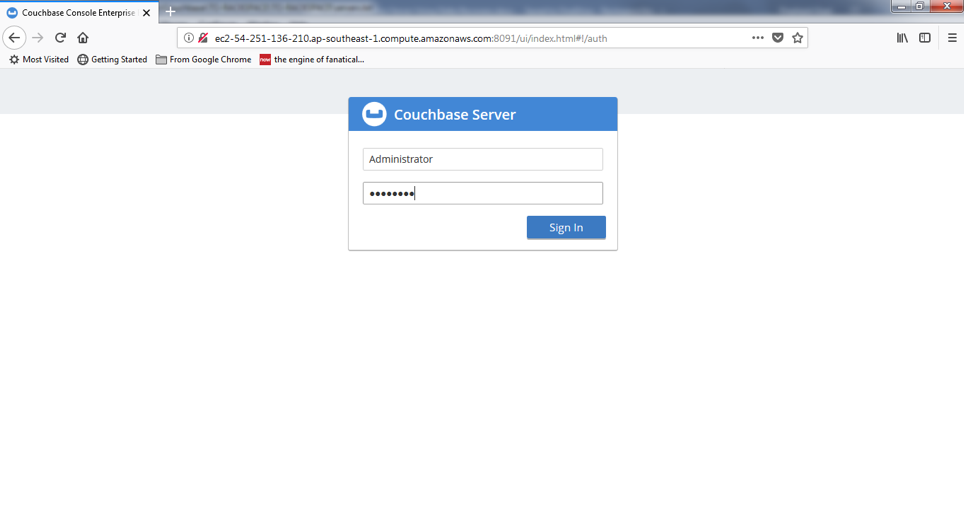 Couchbase Console Enterprise
ec2-54-251-136-210.ap-southeast-1.compute.amazonaws.com:8091/ui/index.html#!/auth
Most Visited Getting Started From Google Chrome new the engine of fanatical...
Couchbase Server
Administrator
Sign In